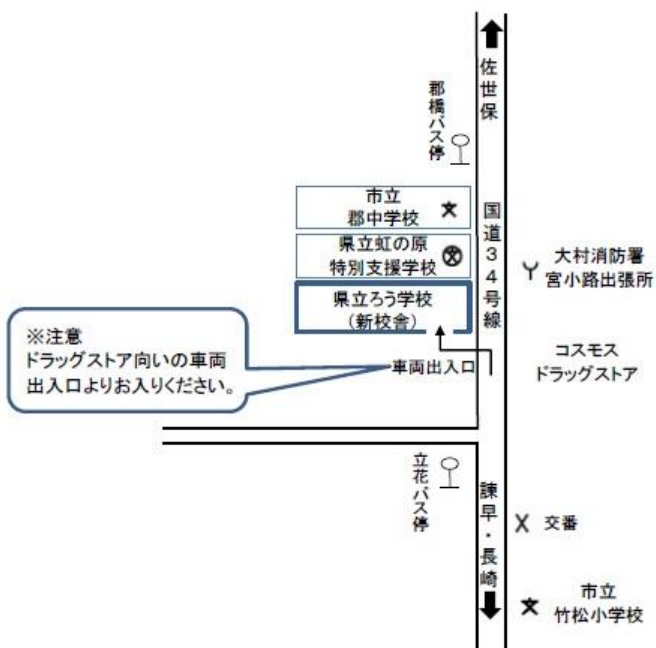 佐世保
郡橋バス停
市立
郡中学校
国道34号線
県立虹の原
特別支援学校
大村消防署
宮小路出張所
県立ろう学校
(新校舎)
※注意
ドラッグストア向いの車両
出入口よりお入りください。
車両出入口
コスモス
ドラッグストア
立花バス停
諫早・長崎
交番
市立
竹松小学校